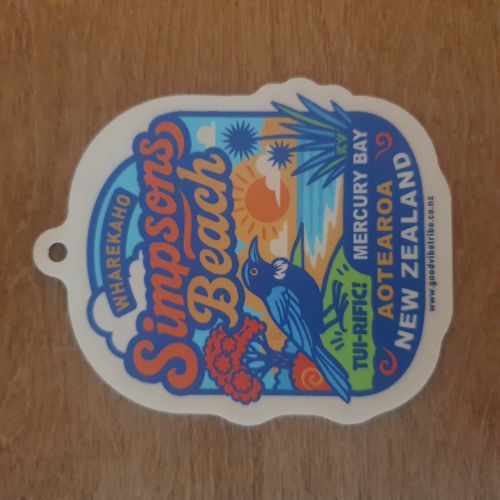 WHAREKAHO
Simpsons
Beach
TUI-RIFIC!
MERCURY BAY
AOTEAROA
NEW ZEALAND
www.goodvibetribe.co.nz